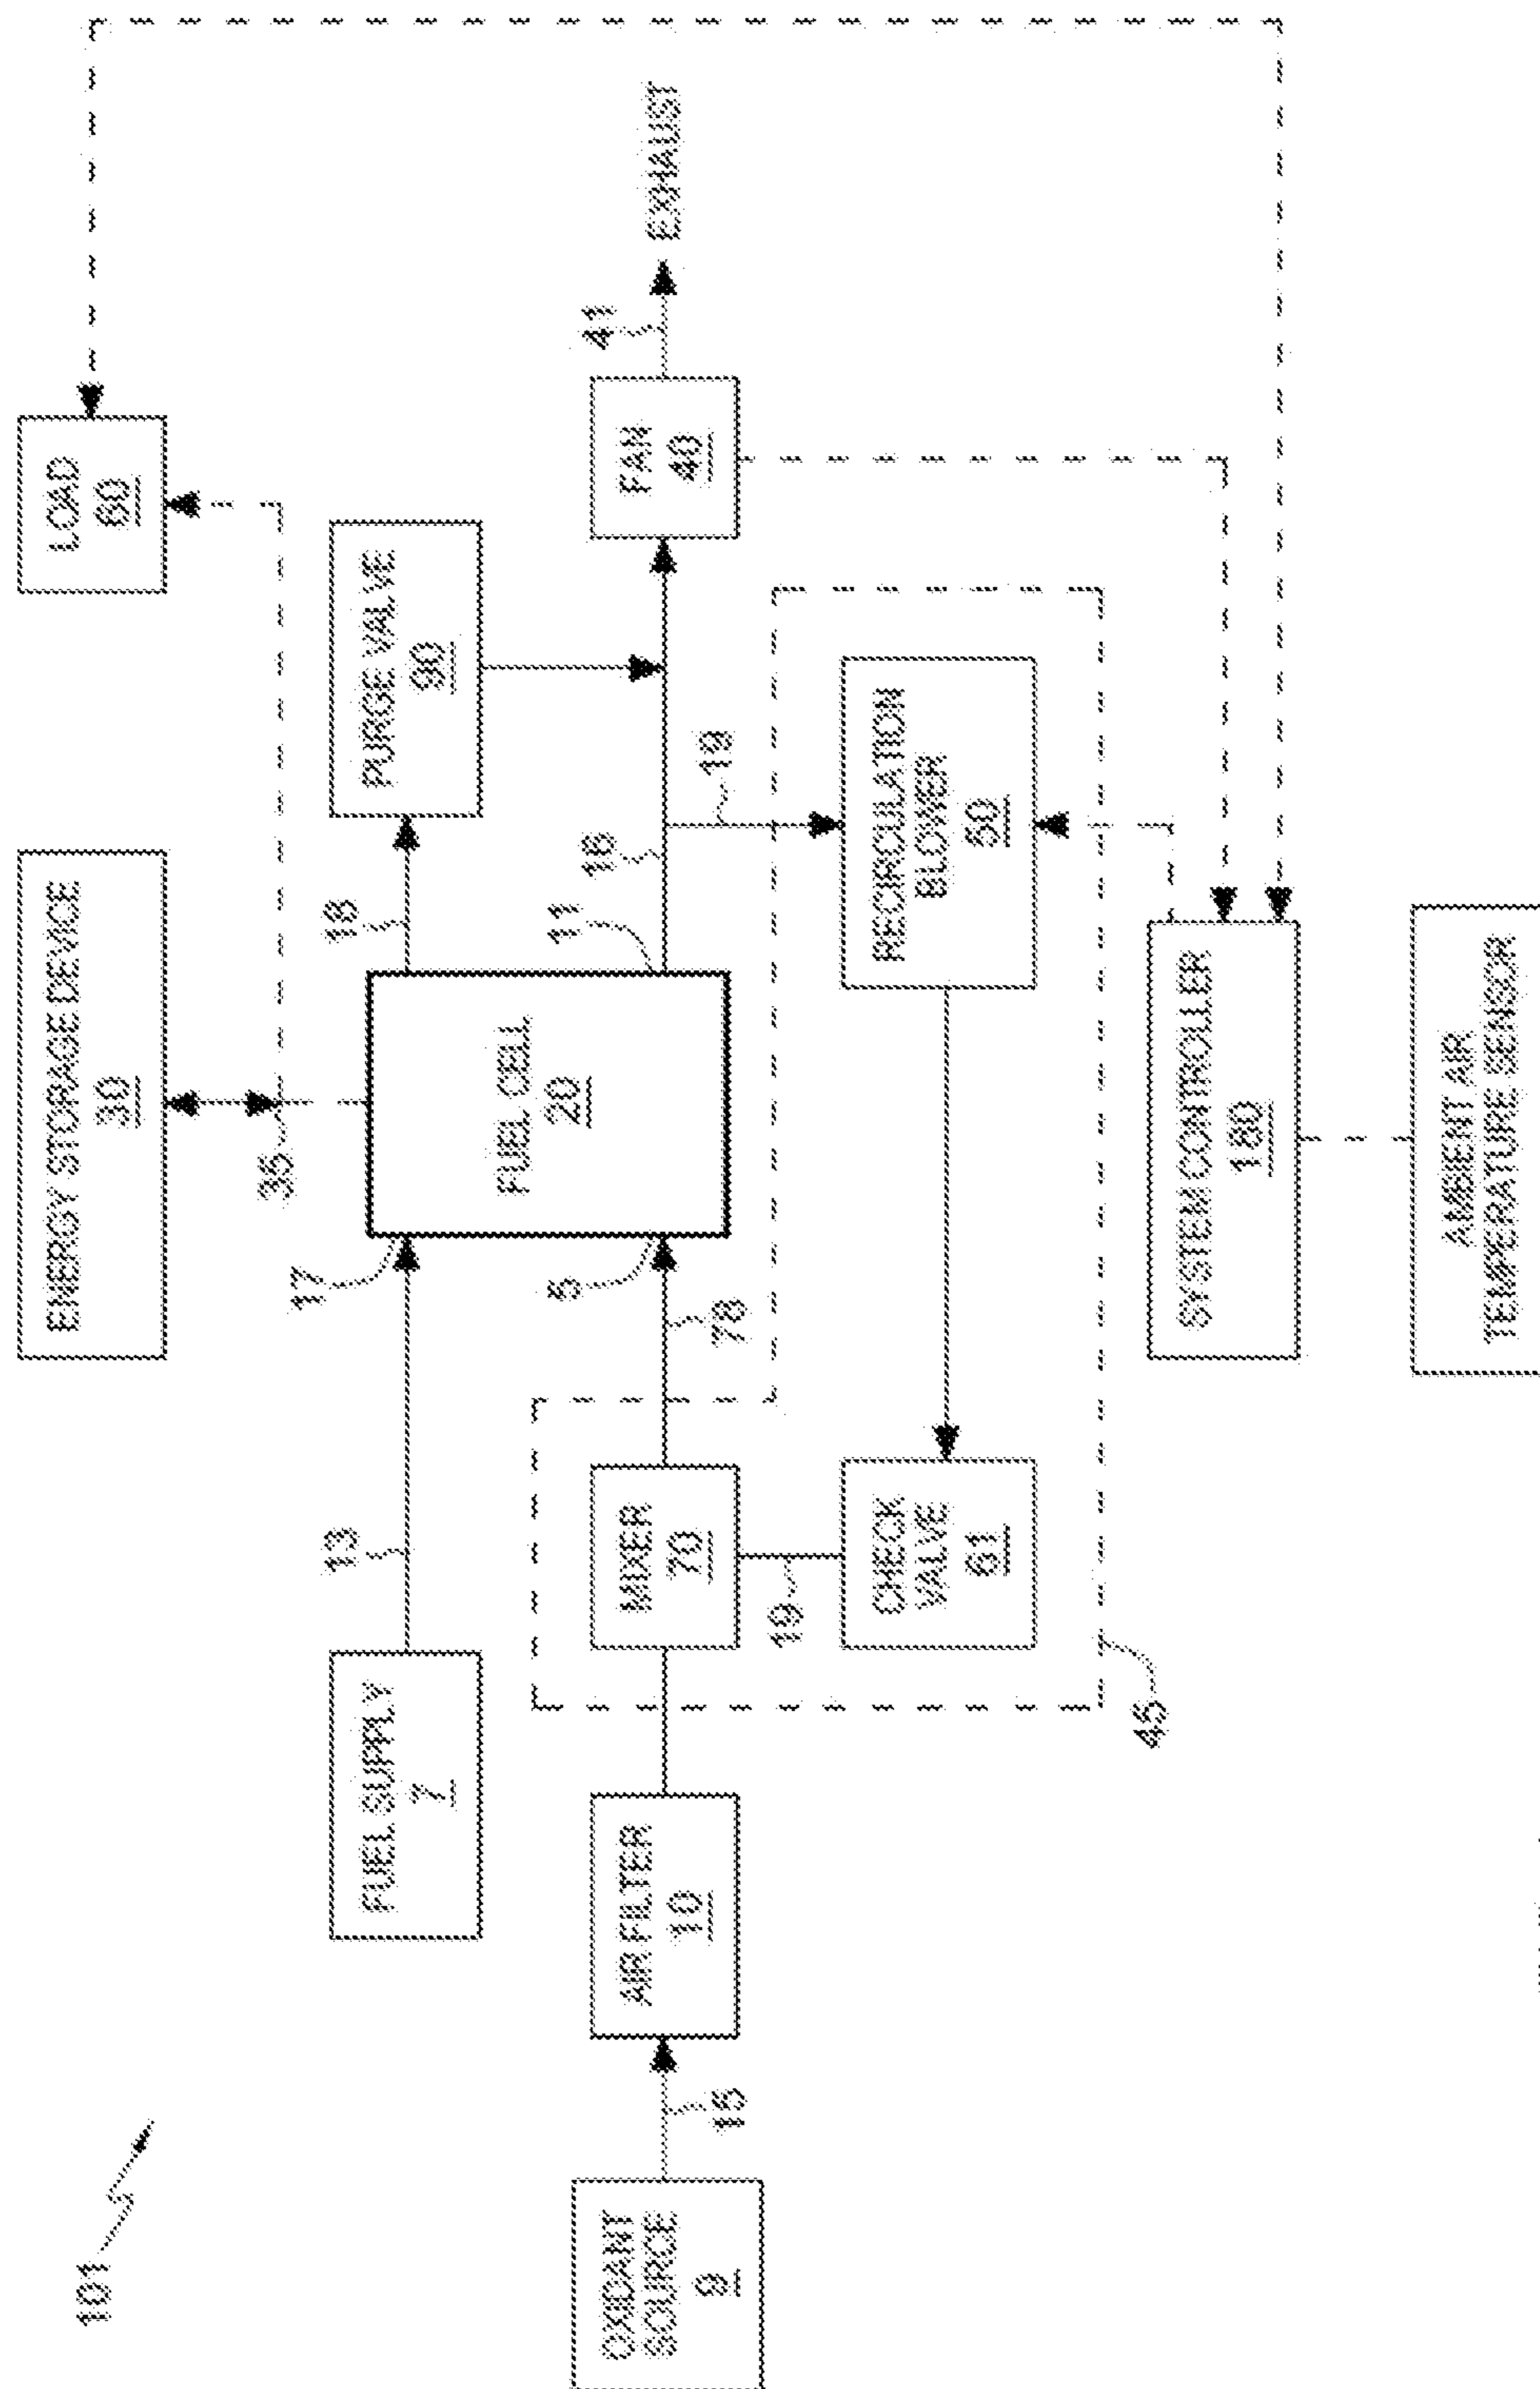 101
ENERGY STORAGE DEVICE
30
LOAD
60
35
FUEL SUPPLY
7
13
17
FUEL CELL
20
18
PURGE VALVE
90
11
16
OXIDANT
SOURCE
9
15
AIR FILTER
10
MIXER
70
78
5
19
FAN
40
41
EXHAUST
19
CHECK
VALVE
61
RECIRCULATION
BLOWER
50
45
SYSTEM CONTROLLER
180
AMBIENT AIR
TEMPERATURE SENSOR